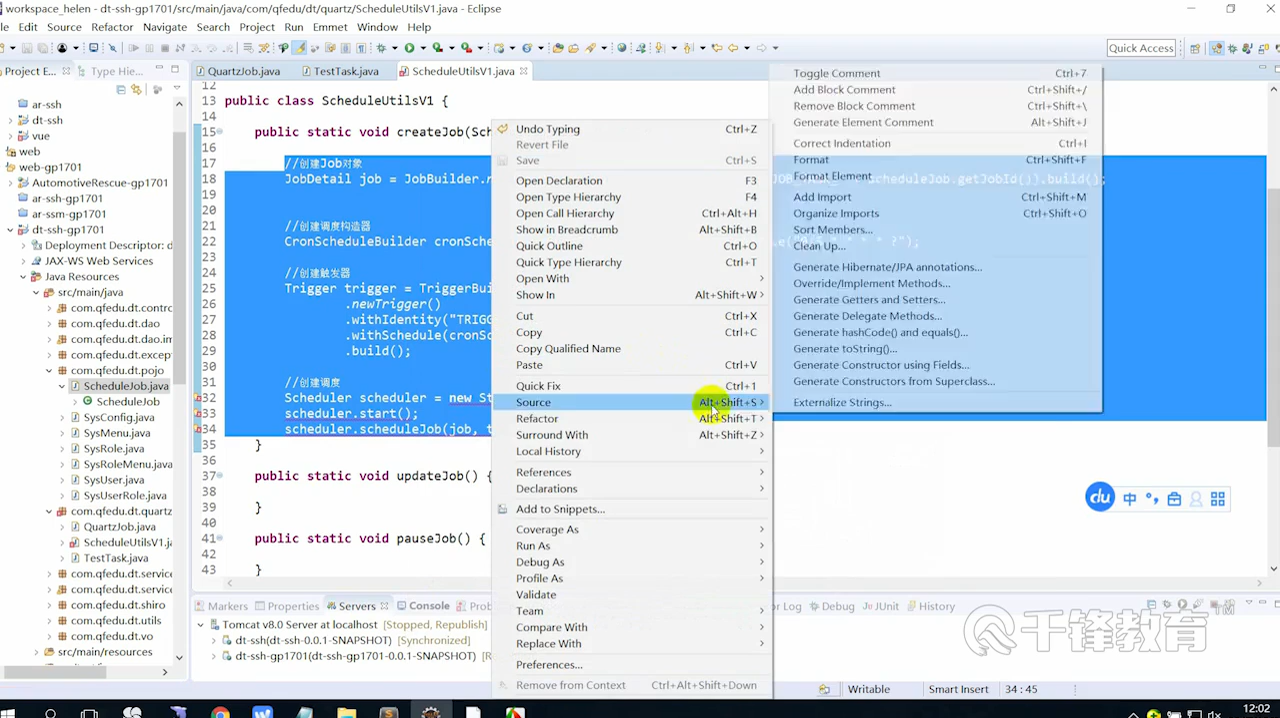 workspace_helen - dt-ssh-gp1701/src/main/java/com/qfedu/dt/quartz/ScheduleUtilsV1.java - Eclipse
Edit Source Refactor Navigate Search Project Run Emmet Window Help
Quick Access
Project E... Type Hie...
QuartzJob.java TestTask.java ScheduleUtilsV1.java
ar-ssh
dt-ssh
vue
web
web-gp1701
AutomotiveRescue-gp1701
ar-ssh-gp1701
ar-ssm-gp1701
dt-ssh-gp1701
Deployment Descriptor: d
JAX-WS Web Services
Java Resources
src/main/java
com.qfedu.dt.contro
com.qfedu.dt.dao
com.qfedu.dt.dao.im
com.qfedu.dt.except
com.qfedu.dt.pojo
ScheduleJob.java
ScheduleJob
SysConfig.java
SysMenu.java
SysRole.java
SysRoleMenu.java
SysUser.java
SysUserRole.java
com.qfedu.dt.quartz
QuartzJob.java
ScheduleUtilsV1.ja
TestTask.java
com.qfedu.dt.service
com.qfedu.dt.service
com.qfedu.dt.shiro
com.qfedu.dt.utils
com.qfedu.dt.vo
src/main/resources
12
13 public class ScheduleUtilsV1 {
14
15 public static void createJob(Sch
16
17 //创建Job对象
18 JobDetail job = JobBuilder. scheduleJob.getJobId()).build();
19
20
21 //创建调度构造器
22 CronScheduleBuilder cronSche * * * ?");
23
24 //创建触发器
25 Trigger trigger = TriggerBui
26 .newTrigger()
27 .withIdentity("TRIGG
28 .withSchedule(cronSc
29 .build();
30
31 //创建调度
32 Scheduler scheduler = new St
33 scheduler.start();
34 scheduler.scheduleJob(job, t
35 }
36
37 public static void updateJob() {
38
39 }
40
41 public static void pauseJob() {
42
43 }
Undo Typing Ctrl+Z
Revert File
Save Ctrl+S
Open Declaration F3
Open Type Hierarchy F4
Open Call Hierarchy Ctrl+Alt+H
Show in Breadcrumb Alt+Shift+B
Quick Outline Ctrl+O
Quick Type Hierarchy Ctrl+T
Open With
Show In Alt+Shift+W
Cut Ctrl+X
Copy Ctrl+C
Copy Qualified Name
Paste Ctrl+V
Quick Fix Ctrl+1
Source Alt+Shift+S
Refactor Alt+Shift+T
Surround With Alt+Shift+Z
Local History
References
Declarations
Add to Snippets...
Coverage As
Run As
Debug As
Profile As
Validate
Team
Compare With
Replace With
Preferences...
Remove from Context Ctrl+Alt+Shift+Down
Toggle Comment Ctrl+7
Add Block Comment Ctrl+Shift+/
Remove Block Comment Ctrl+Shift+\
Generate Element Comment Alt+Shift+J
Correct Indentation Ctrl+I
Format Ctrl+Shift+F
Format Element
Add Import Ctrl+Shift+M
Organize Imports Ctrl+Shift+O
Sort Members...
Clean Up...
Generate Hibernate/JPA annotations...
Override/Implement Methods...
Generate Getters and Setters...
Generate Delegate Methods...
Generate hashCode() and equals()...
Generate toString()...
Generate Constructor using Fields...
Generate Constructors from Superclass...
Externalize Strings...
du 中
Markers Properties Servers Console Prob or Log Debug JUnit History
Tomcat v8.0 Server at localhost [Stopped, Republish]
dt-ssh(dt-ssh-0.0.1-SNAPSHOT) [Synchronized]
dt-ssh-gp1701(dt-ssh-gp1701-0.0.1-SNAPSHOT) [R
千锋教育 TM
Writable Smart Insert 34 : 45
12:02